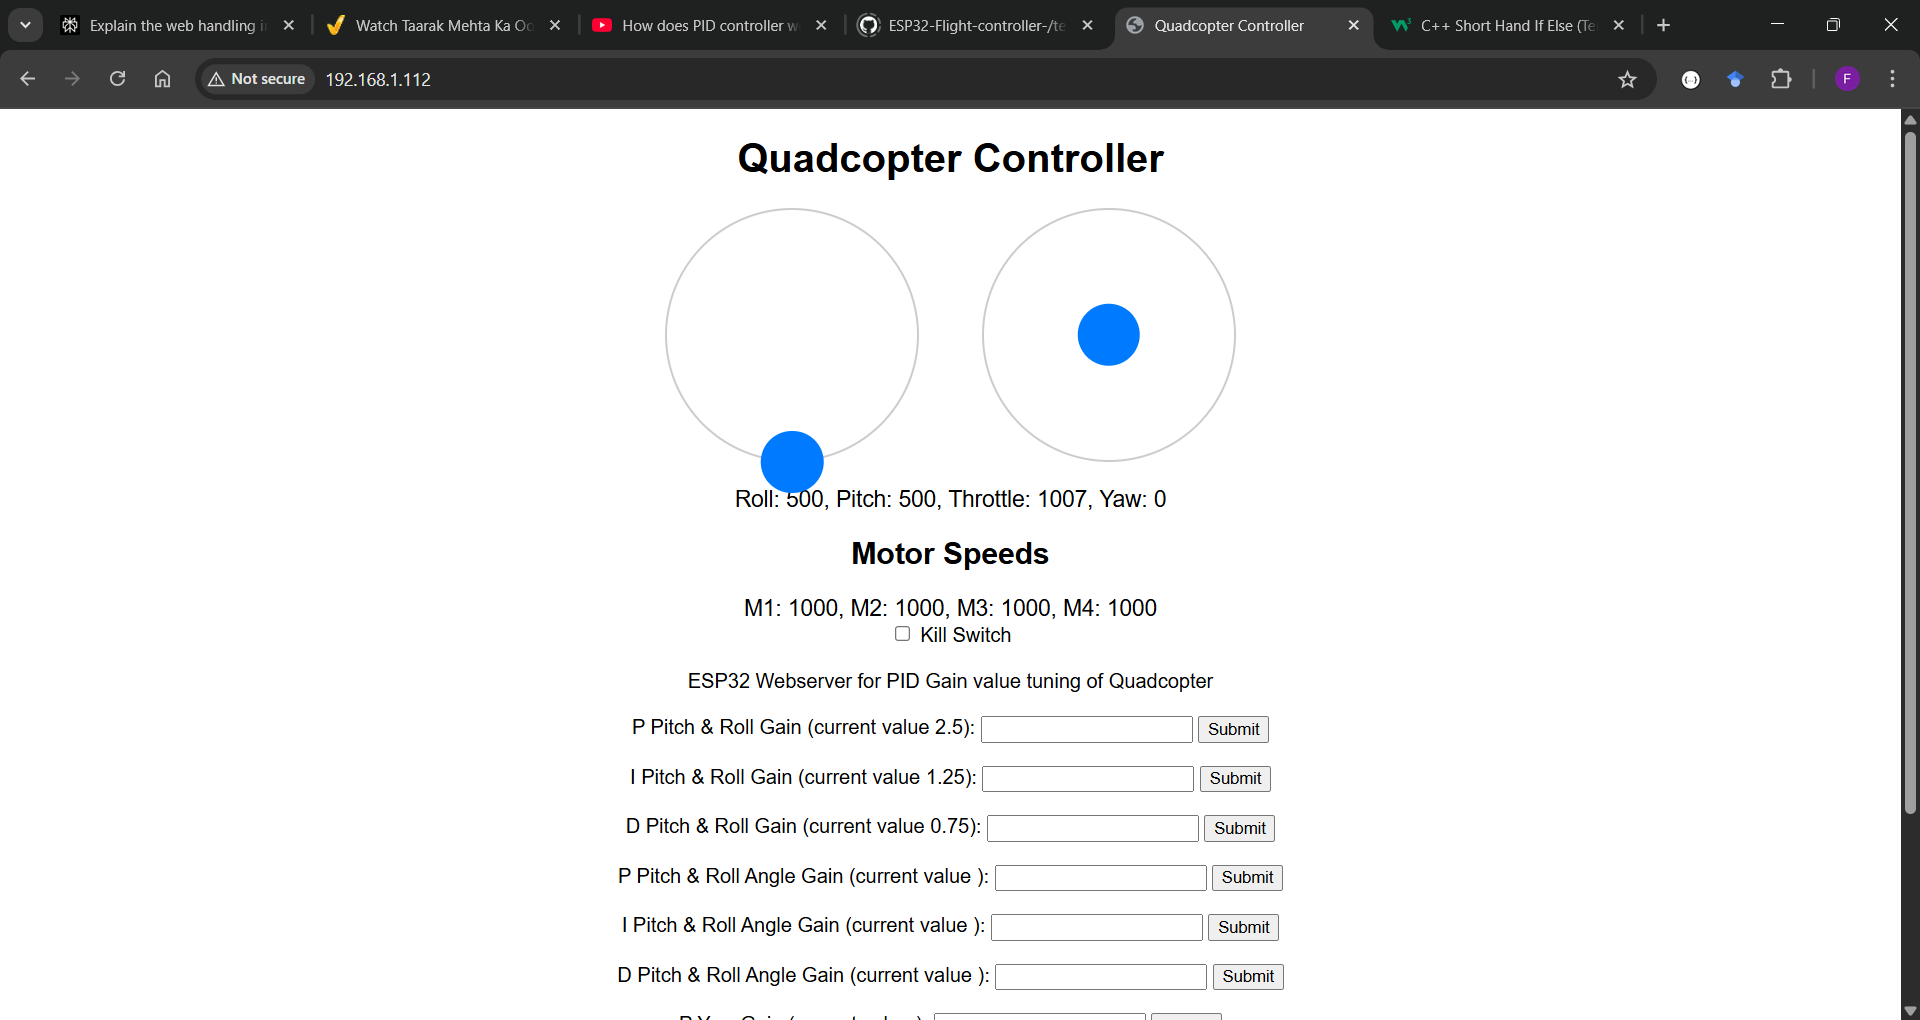 Explain the web handling i
Watch Taarak Mehta Ka Oo
How does PID controller w
ESP32-Flight-controller-/te
Quadcopter Controller
C++ Short Hand If Else (Te
Not secure
192.168.1.112
F
Quadcopter Controller
Roll: 500, Pitch: 500, Throttle: 1007, Yaw: 0
Motor Speeds
M1: 1000, M2: 1000, M3: 1000, M4: 1000
Kill Switch
ESP32 Webserver for PID Gain value tuning of Quadcopter
P Pitch & Roll Gain (current value 2.5): Submit
I Pitch & Roll Gain (current value 1.25): Submit
D Pitch & Roll Gain (current value 0.75): Submit
P Pitch & Roll Angle Gain (current value ): Submit
I Pitch & Roll Angle Gain (current value ): Submit
D Pitch & Roll Angle Gain (current value ): Submit